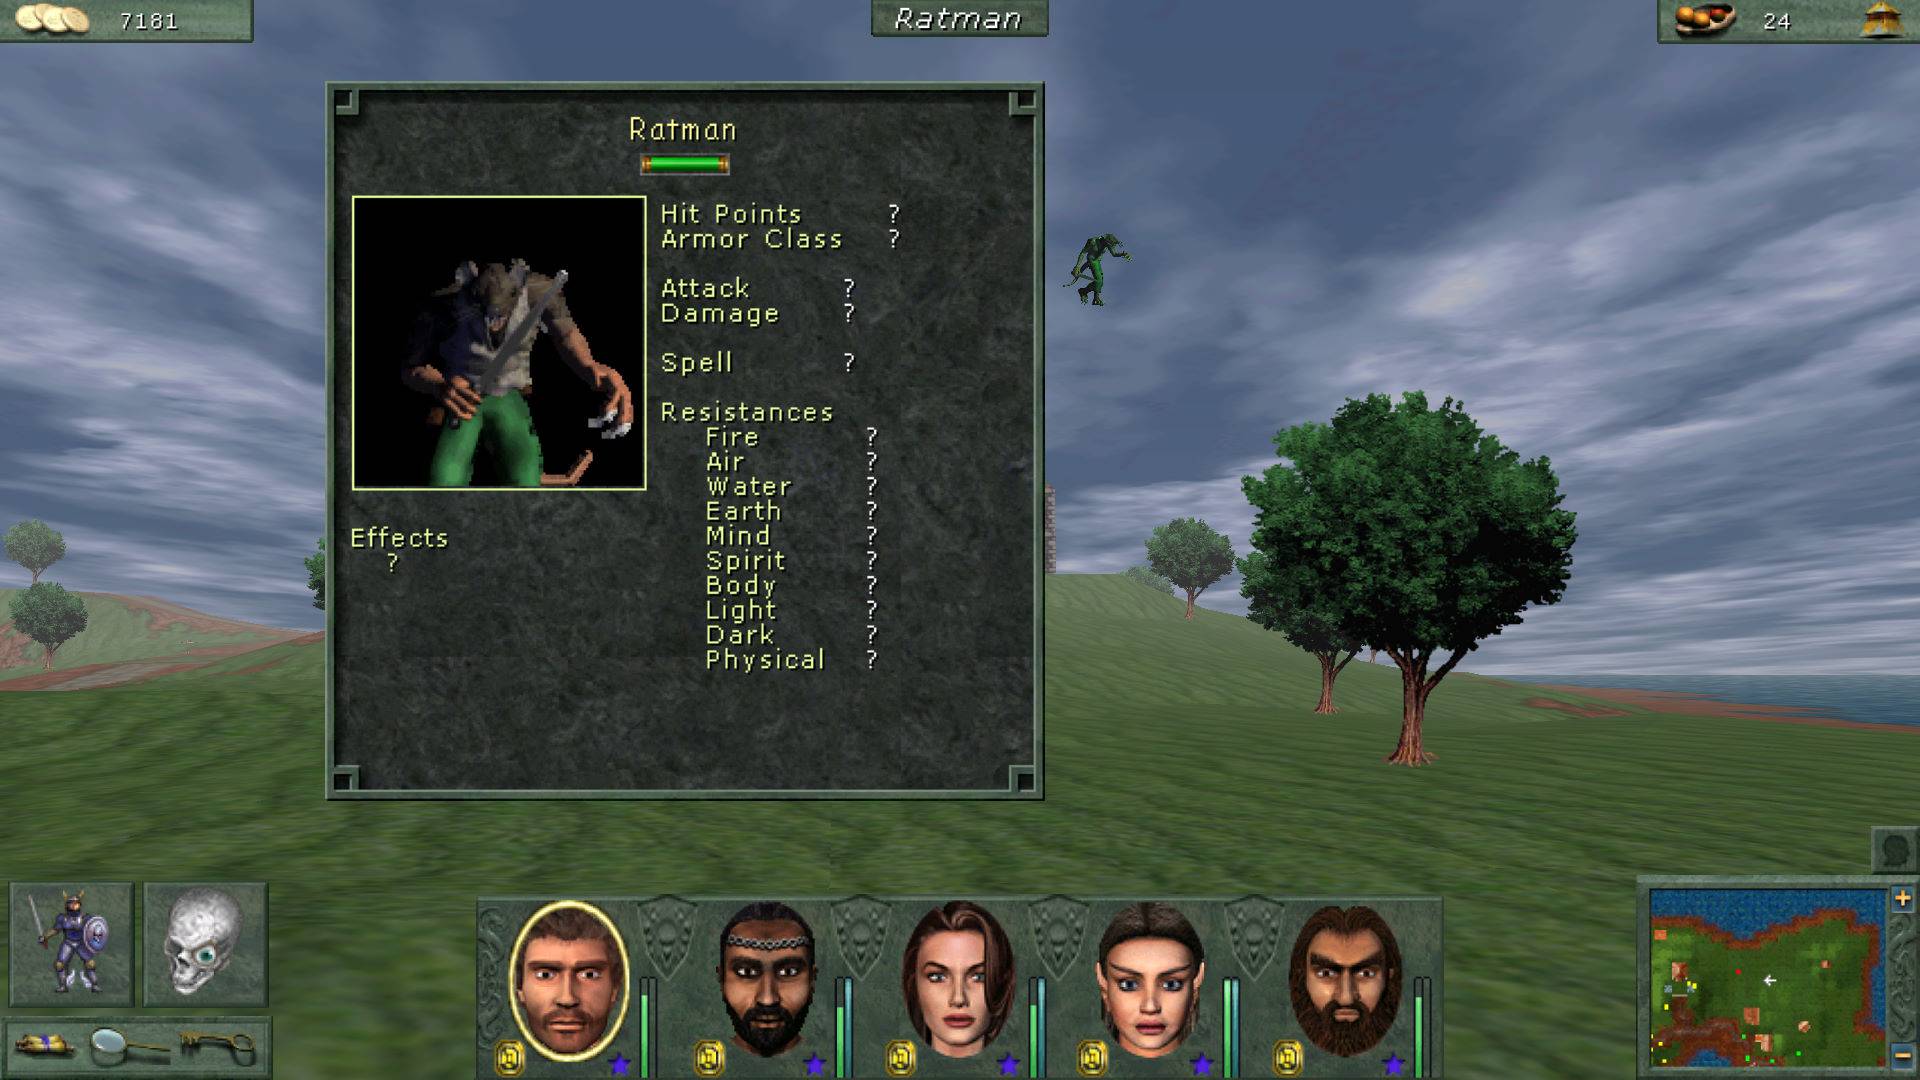 7181
Ratman
24
Ratman
Hit Points ?
Armor Class ?
Attack ?
Damage ?
Spell ?
Resistances
Fire ?
Air ?
Water ?
Earth ?
Mind ?
Spirit ?
Body ?
Light ?
Dark ?
Physical ?
Effects
?